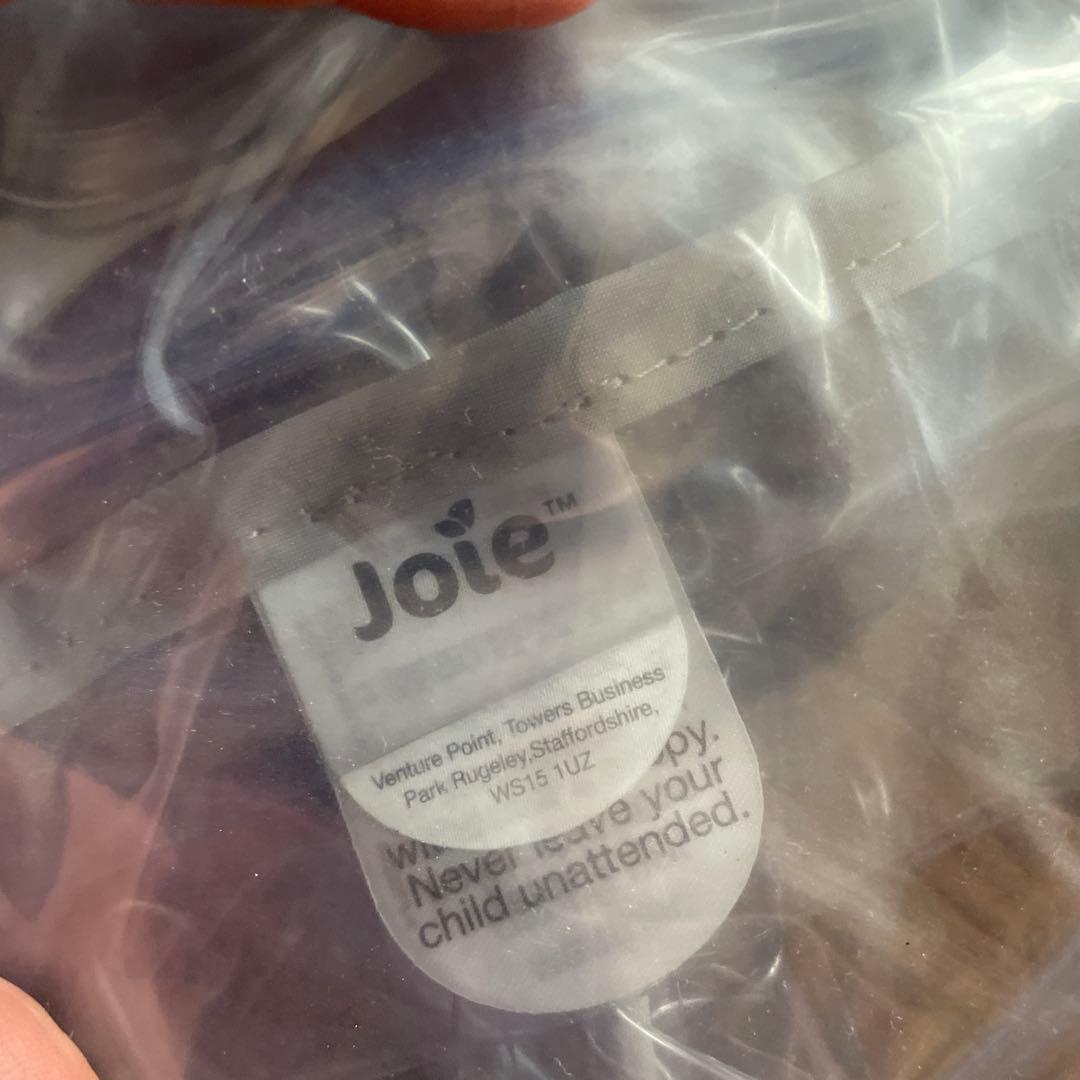 Joie™
Venture Point, Towers Business
Park Rugeley,Staffordshire,
WS15 1UZ
Never leave your
child unattended.